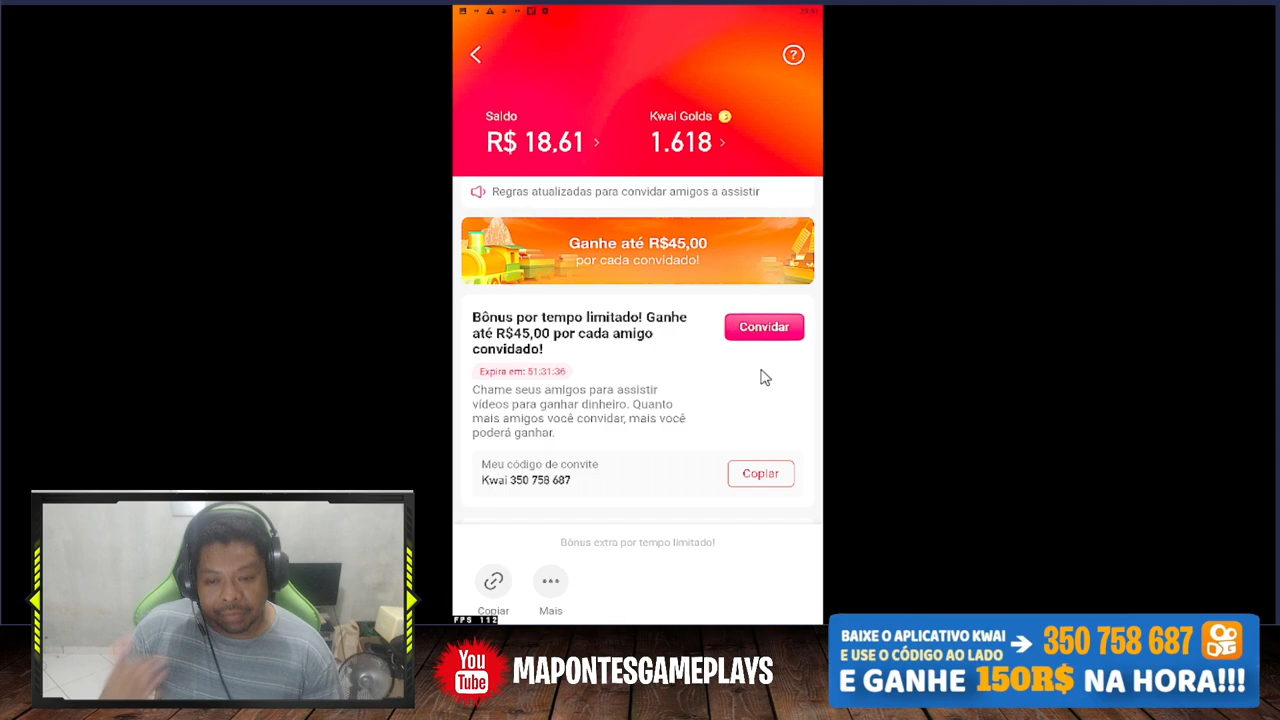 ?
Saldo
Kwai Golds
R$ 18,61 >
1.618 >
Regras atualizadas para convidar amigos a assistir
Ganhe até R$45,00
por cada convidado!
Bônus por tempo limitado! Ganhe
até R$45,00 por cada amigo
convidado!
Convidar
Expira em: 51:31:36
Chame seus amigos para assistir
vídeos para ganhar dinheiro. Quanto
mais amigos você convidar, mais você
poderá ganhar.
Meu código de convite
Kwai 350 758 687
Copiar
Bônus extra por tempo limitado!
Copiar
Mais
FPS 112
You
Tube
MAPONTESGAMEPLAYS
BAIXE O APLICATIVO KWAI
E USE O CÓDIGO AO LADO
350 758 687
E GANHE 150R$ NA HORA!!!